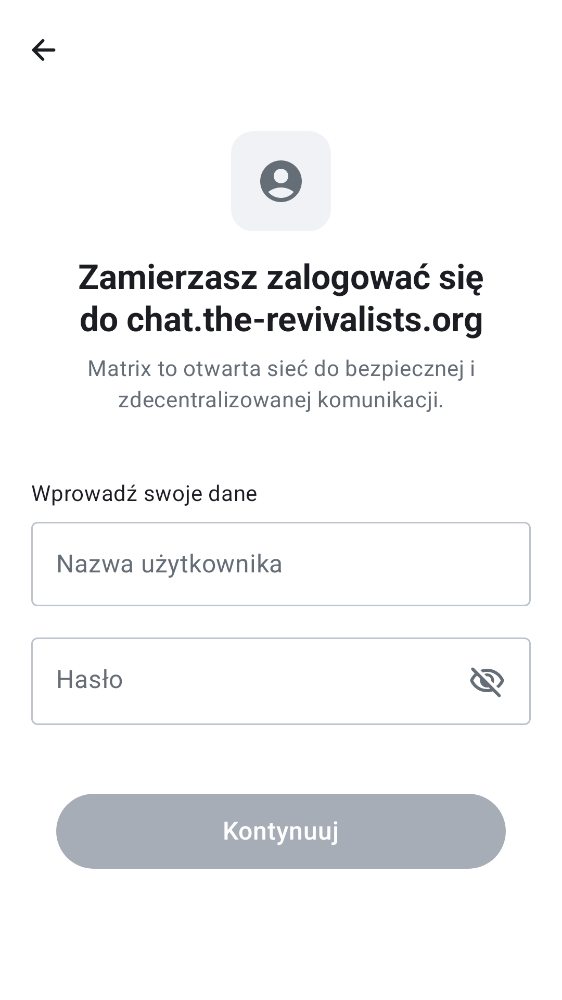 Zamierzasz zalogować się
do chat.the-revivalists.org
Matrix to otwarta sieć do bezpiecznej i
zdecentralizowanej komunikacji.
Wprowadź swoje dane
Nazwa użytkownika
Hasło
Kontynuuj